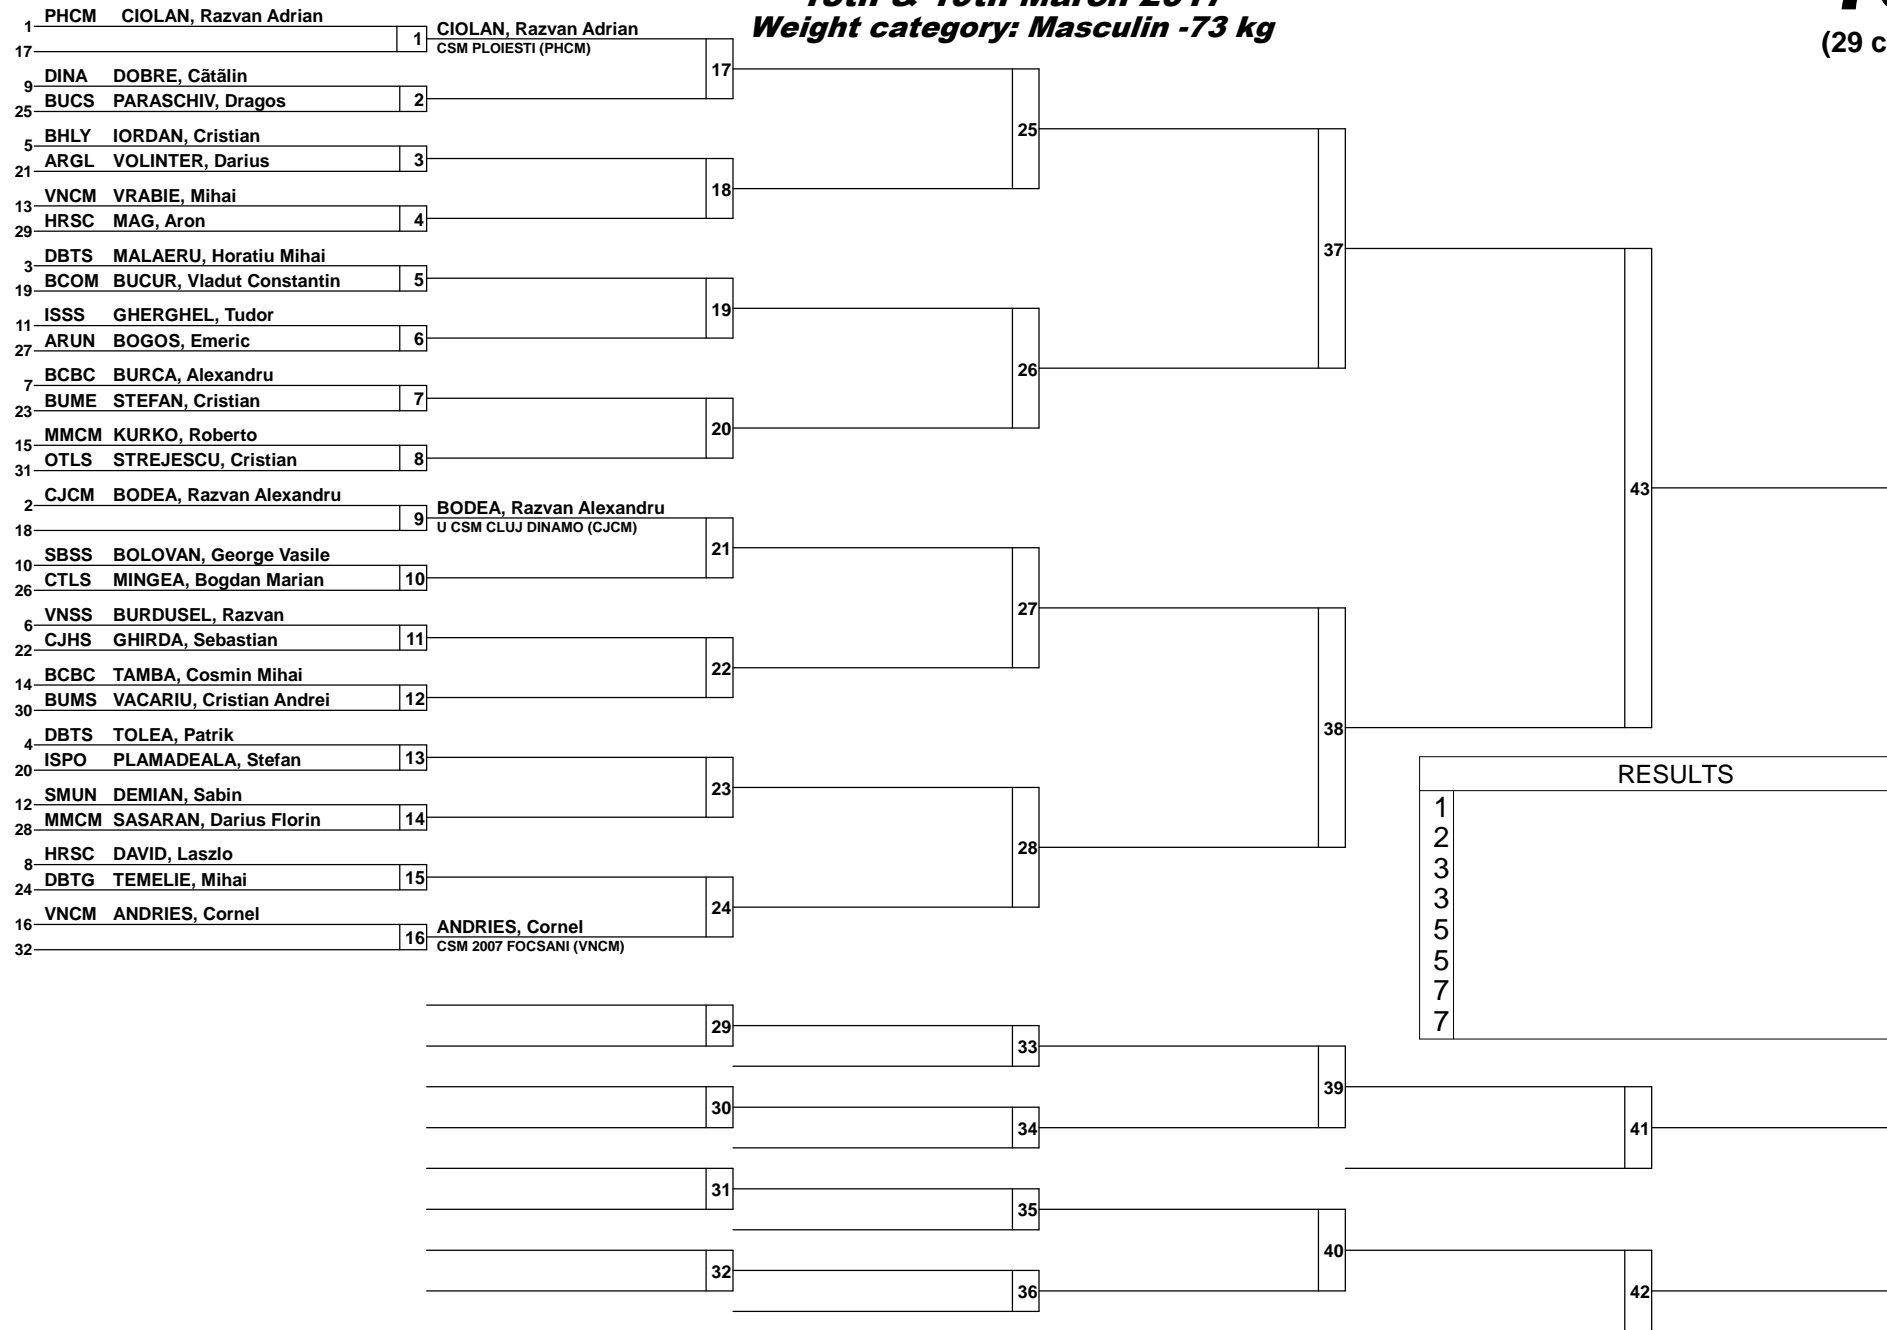 Weight category: Masculin -73 kg
(29 c
1 PHCM CIOLAN, Razvan Adrian
17
1 CIOLAN, Razvan Adrian
CSM PLOIESTI (PHCM)
9 DINA DOBRE, Cãtãlin
25 BUCS PARASCHIV, Dragos
2
17
5 BHLY IORDAN, Cristian
21 ARGL VOLINTER, Darius
3
25
13 VNCM VRABIE, Mihai
29 HRSC MAG, Aron
4
18
3 DBTS MALAERU, Horatiu Mihai
19 BCOM BUCUR, Vladut Constantin
5
37
11 ISSS GHERGHEL, Tudor
27 ARUN BOGOS, Emeric
6
19
7 BCBC BURCA, Alexandru
23 BUME STEFAN, Cristian
7
26
15 MMCM KURKO, Roberto
31 OTLS STREJESCU, Cristian
8
20
2 CJCM BODEA, Razvan Alexandru
18
9 BODEA, Razvan Alexandru
U CSM CLUJ DINAMO (CJCM)
43
10 SBSS BOLOVAN, George Vasile
26 CTLS MINGEA, Bogdan Marian
10
21
6 VNSS BURDUSEL, Razvan
22 CJHS GHIRDA, Sebastian
11
27
14 BCBC TAMBA, Cosmin Mihai
30 BUMS VACARIU, Cristian Andrei
12
22
4 DBTS TOLEA, Patrik
20 ISPO PLAMADEALA, Stefan
13
38
12 SMUN DEMIAN, Sabin
28 MMCM SASARAN, Darius Florin
14
23
8 HRSC DAVID, Laszlo
24 DBTG TEMELIE, Mihai
15
28
16 VNCM ANDRIES, Cornel
32
16 ANDRIES, Cornel
CSM 2007 FOCSANI (VNCM)
24
RESULTS
1
2
3
3
5
5
7
7
29
33
30
34
39
41
31
35
32
36
40
42